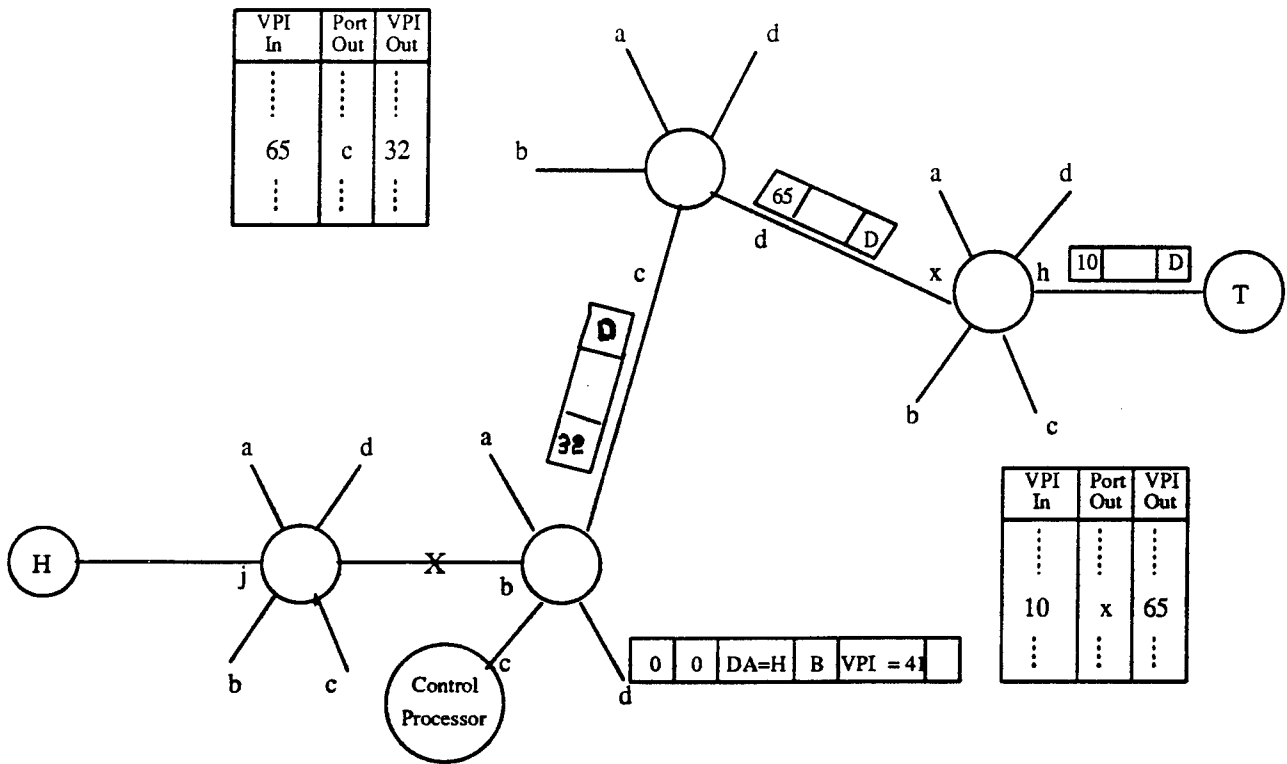 VPI In Port Out VPI Out
65 c 32
a
d
b
c
d
65 D
x
a
d
h
b
c
10 D
T
D
32
H
j
a
d
b
c
X
a
b
c
d
Control
Processor
0 0 DA=H B VPI = 41
VPI In Port Out VPI Out
10 x 65